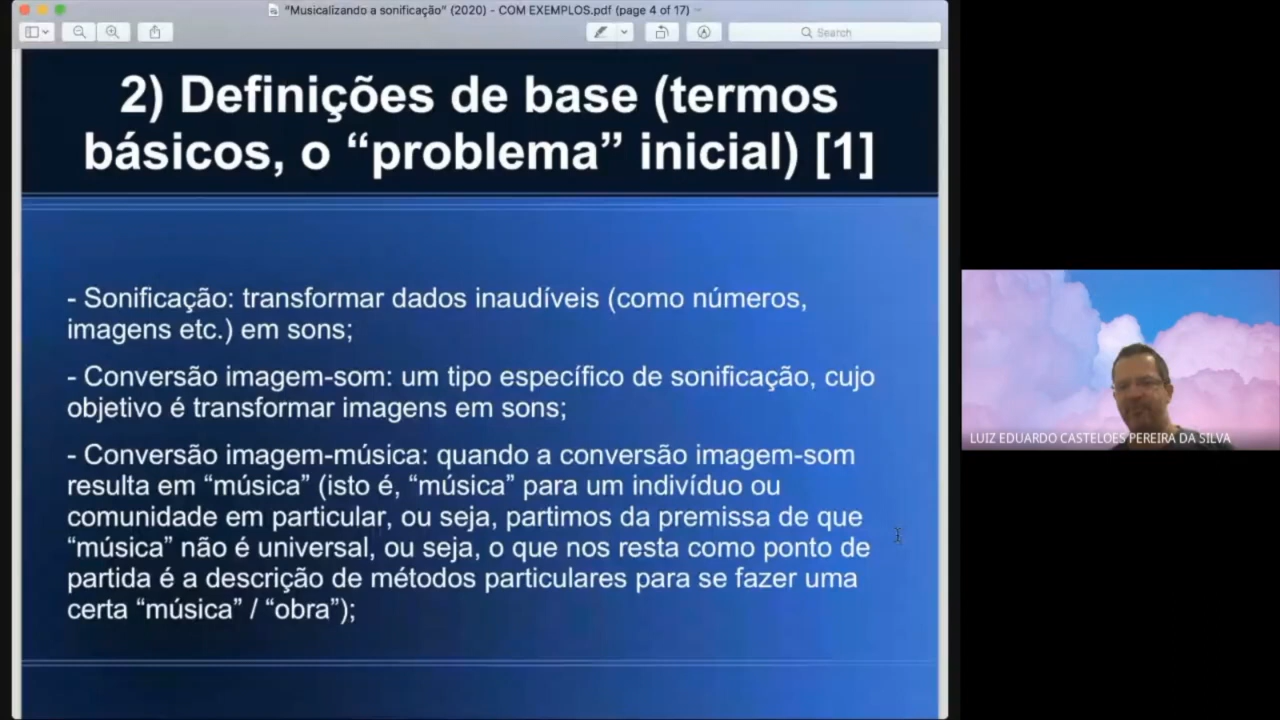 "Musicalizando a sonificação" (2020) - COM EXEMPLOS.pdf (page 4 of 17)
Search
2) Definições de base (termos
básicos, o “problema” inicial) [1]
- Sonificação: transformar dados inaudíveis (como números,
imagens etc.) em sons;
- Conversão imagem-som: um tipo específico de sonificação, cujo
objetivo é transformar imagens em sons;
- Conversão imagem-música: quando a conversão imagem-som
resulta em “música” (isto é, “música” para um indivíduo ou
comunidade em particular, ou seja, partimos da premissa de que
“música” não é universal, ou seja, o que nos resta como ponto de
partida é a descrição de métodos particulares para se fazer uma
certa “música” / “obra”);
LUIZ EDUARDO CASTELOES PEREIRA DA SILVA